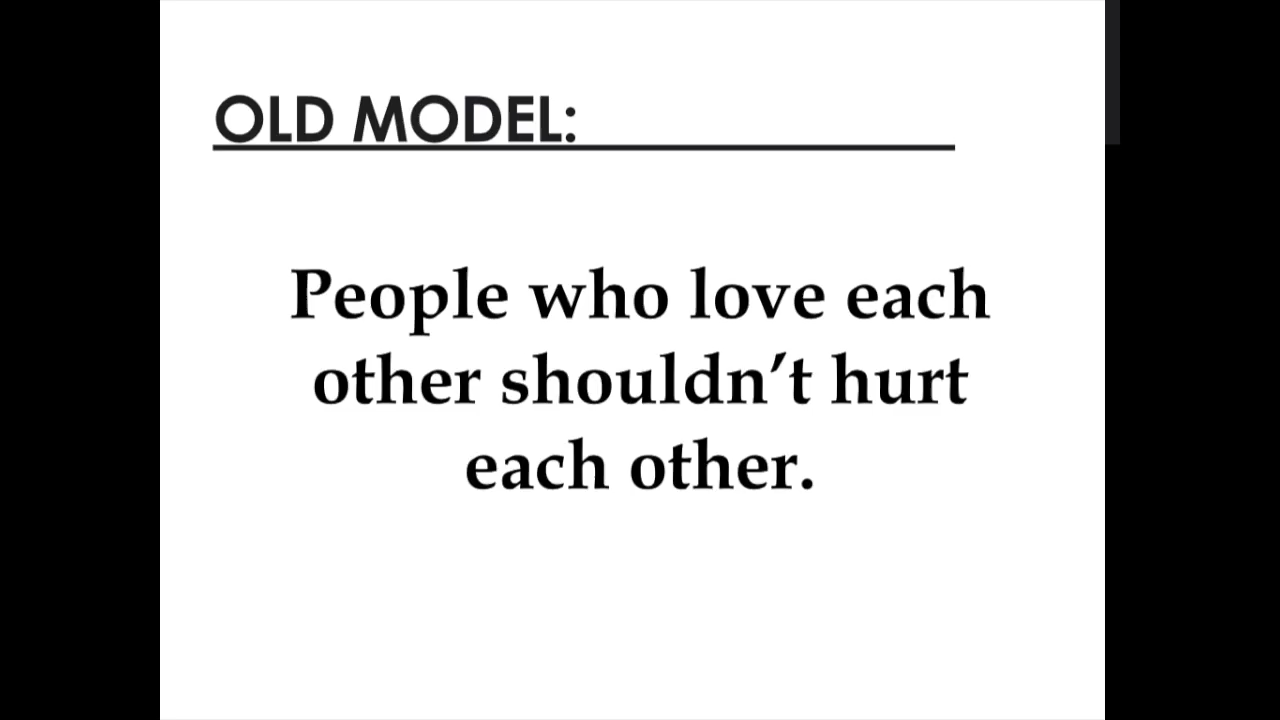 OLD MODEL:
People who love each
other shouldn’t hurt
each other.